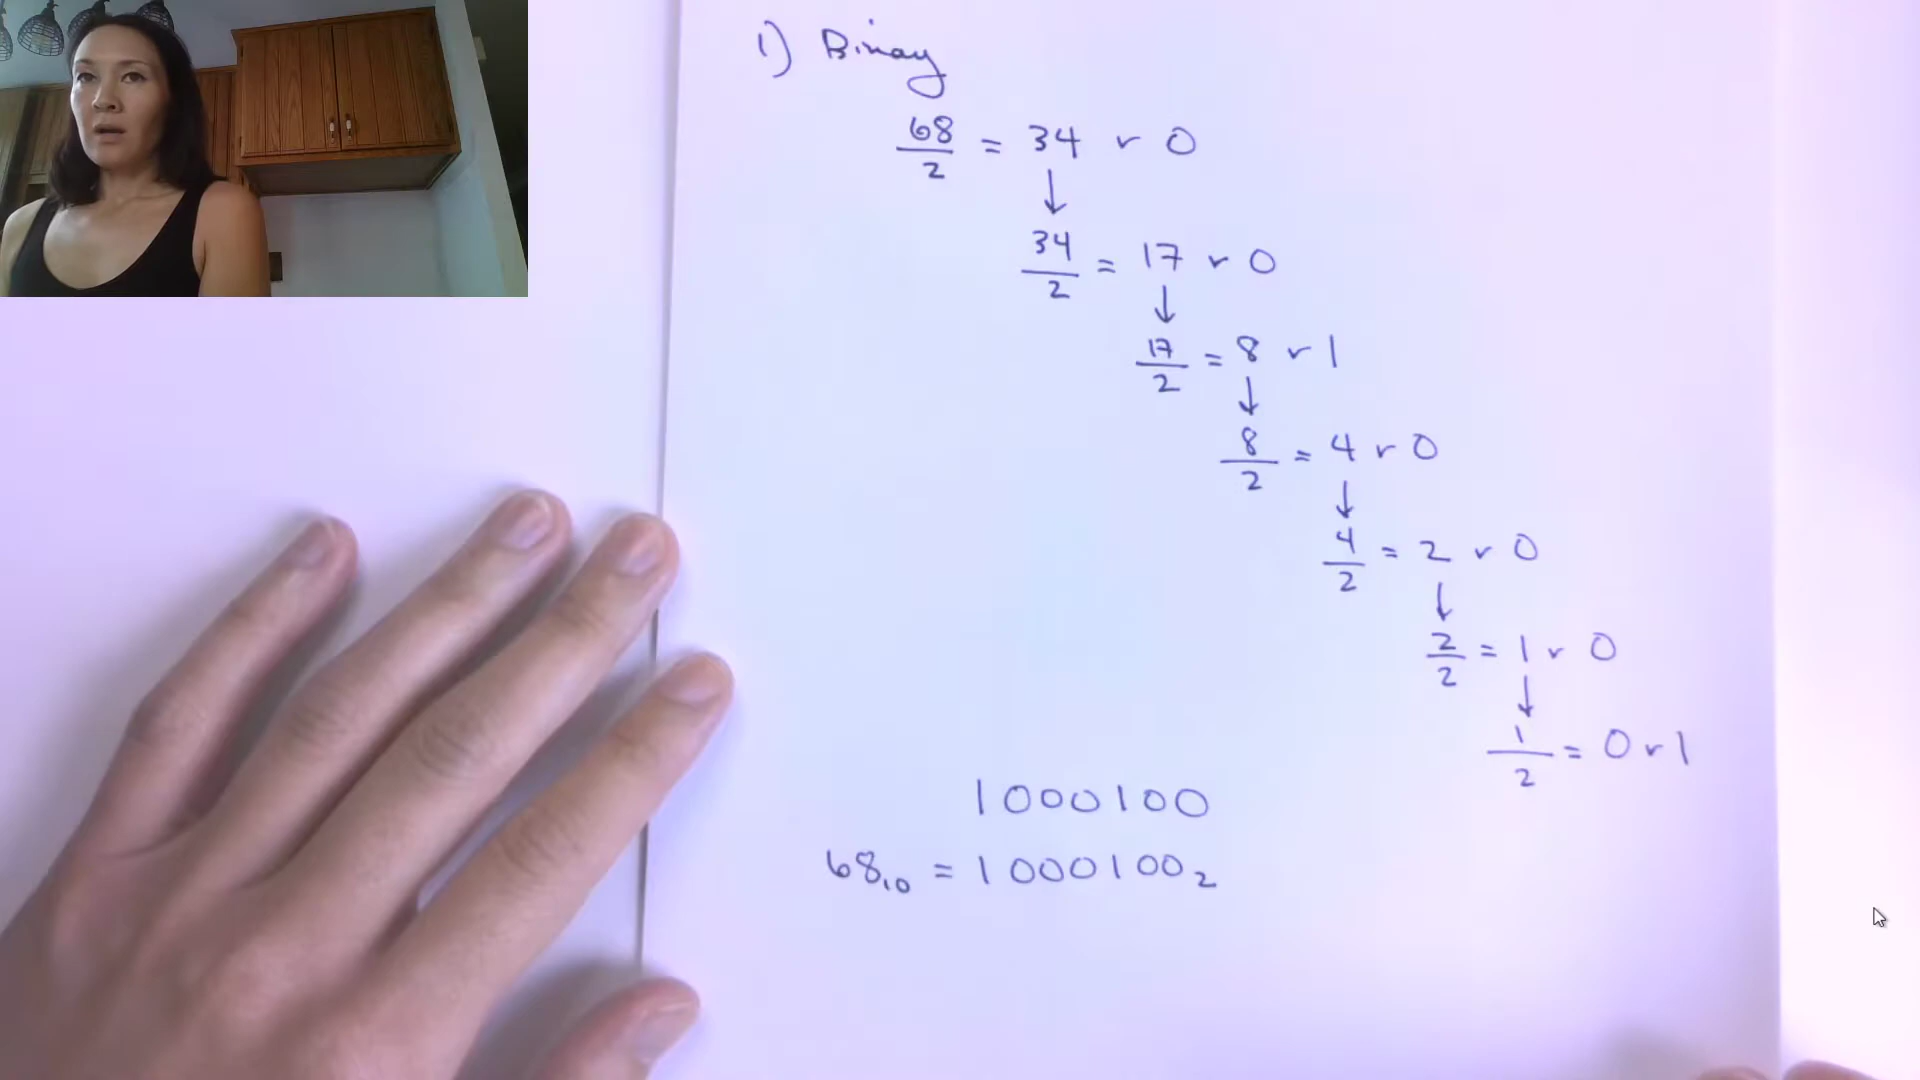 1) Binay
68/2 = 34 r 0
↓
34/2 = 17 r 0
↓
17/2 = 8 r 1
↓
8/2 = 4 r 0
↓
4/2 = 2 r 0
↓
2/2 = 1 r 0
↓
1/2 = 0 r 1
1000100
68₁₀ = 1000100₂